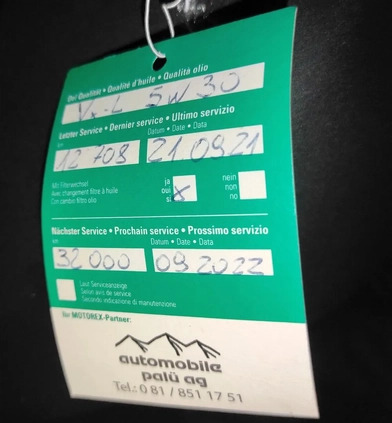 Öl Qualität • Qualité d'huile • Qualità olio
V.-L 5W 30
Letzter Service • Dernier service • Ultimo servizio
km Datum • Date • Data
12 708 21 09 21
Mit Filterwechsel ja nein
Avec changement filtre à huile oui non
Con cambio filtro olio si x no
Nächster Service • Prochain service • Prossimo servizio
km Datum • Date • Data
32 000 09 2022
Laut Serviceanzeige
Selon avis de service
Secondo indicazione di manutenzione
Ihr MOTOREX-Partner:
automobile
palü ag
Tel.: 0 81 / 851 17 51